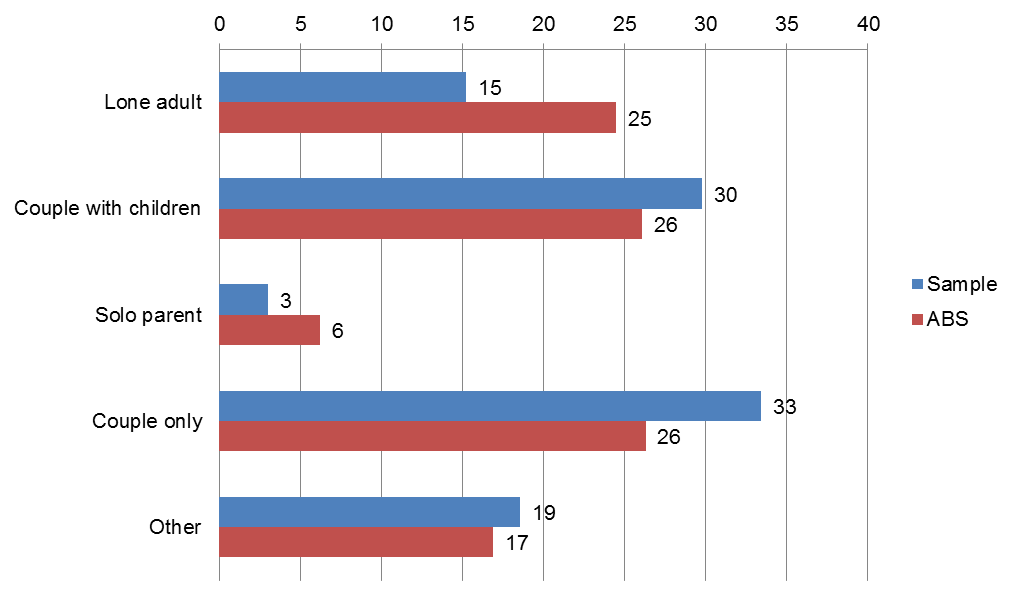 0 5 10 15 20 25 30 35 40
Lone adult 15
25
Couple with children 30
26
Solo parent 3
6
Couple only 33
26
Other 19
17
Sample
ABS